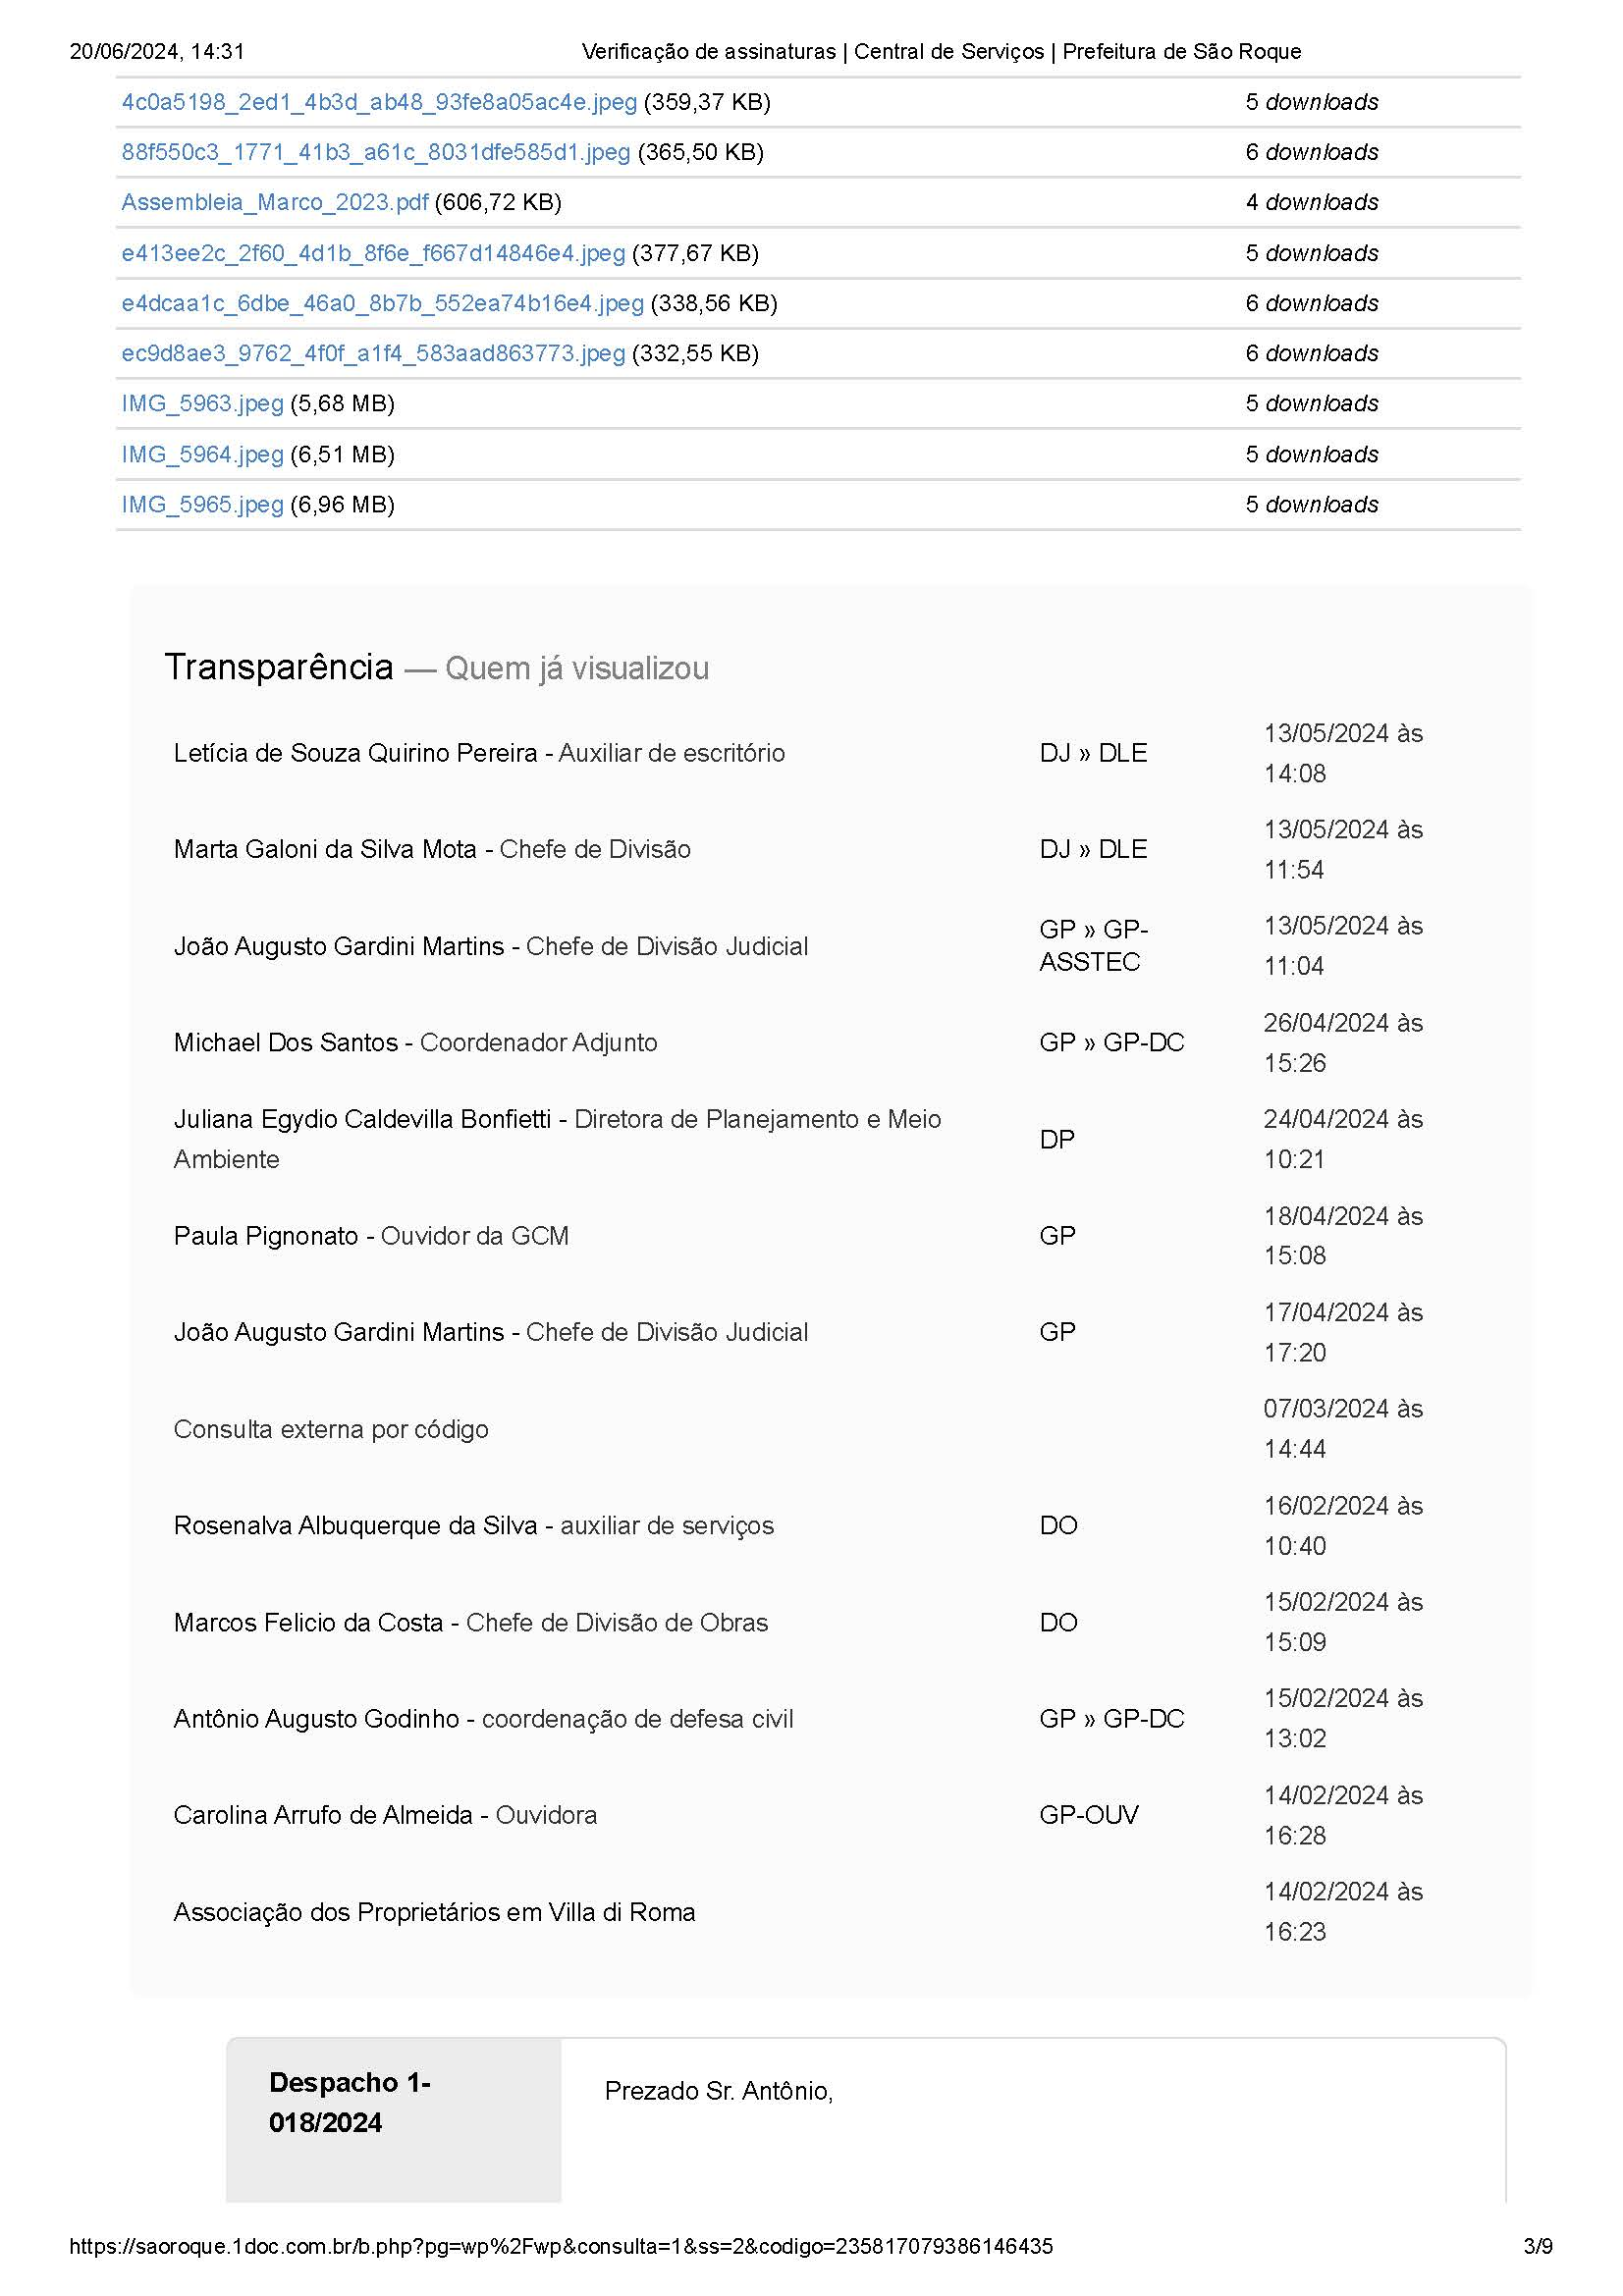 20/06/2024, 14:31 Verificação de assinaturas | Central de Serviços | Prefeitura de São Roque
4c0a5198_2ed1_4b3d_ab48_93fe8a05ac4e.jpeg (359,37 KB) 5 downloads
88f550c3_1771_41b3_a61c_8031dfe585d1.jpeg (365,50 KB) 6 downloads
Assembleia_Marco_2023.pdf (606,72 KB) 4 downloads
e413ee2c_2f60_4d1b_8f6e_f667d14846e4.jpeg (377,67 KB) 5 downloads
e4dcaa1c_6dbe_46a0_8b7b_552ea74b16e4.jpeg (338,56 KB) 6 downloads
ec9d8ae3_9762_4f0f_a1f4_583aad863773.jpeg (332,55 KB) 6 downloads
IMG_5963.jpeg (5,68 MB) 5 downloads
IMG_5964.jpeg (6,51 MB) 5 downloads
IMG_5965.jpeg (6,96 MB) 5 downloads
Transparência — Quem já visualizou
Letícia de Souza Quirino Pereira - Auxiliar de escritório DJ » DLE 13/05/2024 às
14:08
Marta Galoni da Silva Mota - Chefe de Divisão DJ » DLE 13/05/2024 às
11:54
João Augusto Gardini Martins - Chefe de Divisão Judicial GP » GP- 13/05/2024 às
ASSTEC 11:04
Michael Dos Santos - Coordenador Adjunto GP » GP-DC 26/04/2024 às
15:26
Juliana Egydio Caldevilla Bonfietti - Diretora de Planejamento e Meio DP 24/04/2024 às
Ambiente 10:21
Paula Pignonato - Ouvidor da GCM GP 18/04/2024 às
15:08
João Augusto Gardini Martins - Chefe de Divisão Judicial GP 17/04/2024 às
17:20
Consulta externa por código 07/03/2024 às
14:44
Rosenalva Albuquerque da Silva - auxiliar de serviços DO 16/02/2024 às
10:40
Marcos Felicio da Costa - Chefe de Divisão de Obras DO 15/02/2024 às
15:09
Antônio Augusto Godinho - coordenação de defesa civil GP » GP-DC 15/02/2024 às
13:02
Carolina Arrufo de Almeida - Ouvidora GP-OUV 14/02/2024 às
16:28
Associação dos Proprietários em Villa di Roma 14/02/2024 às
16:23
Despacho 1- Prezado Sr. Antônio,
018/2024
https://saoroque.1doc.com.br/b.php?pg=wp%2Fwp&consulta=1&ss=2&codigo=235817079386146435 3/9